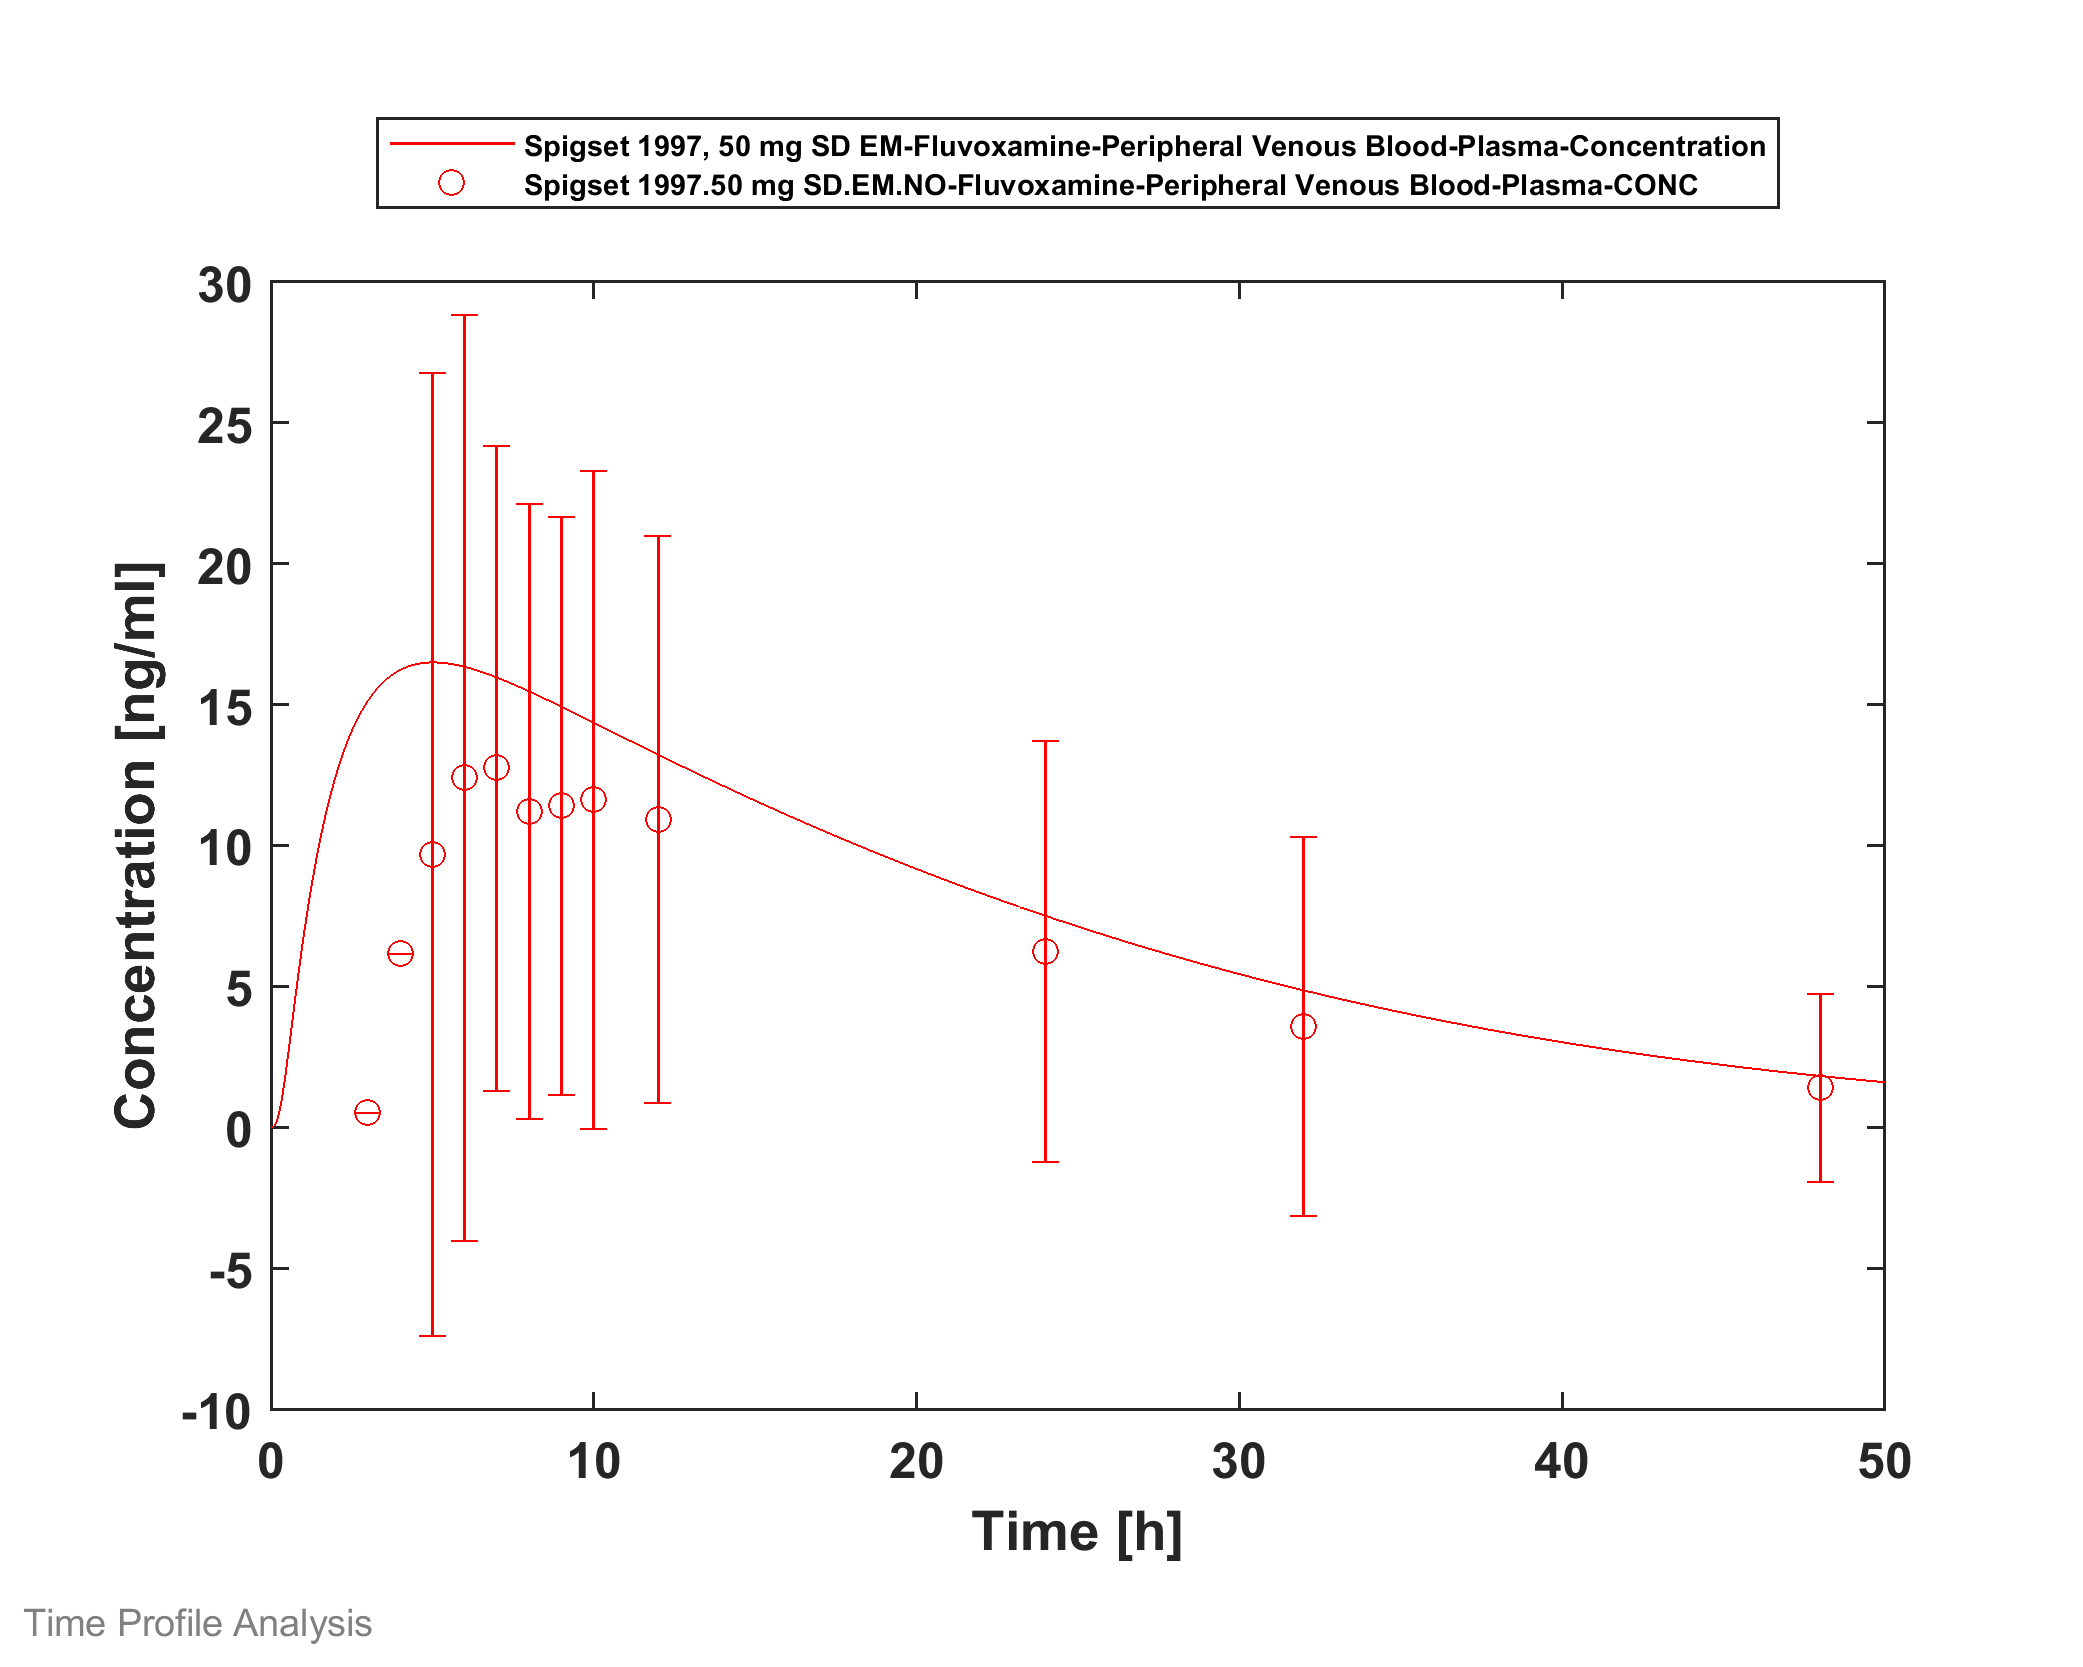 Spigset 1997, 50 mg SD EM-Fluvoxamine-Peripheral Venous Blood-Plasma-Concentration
Spigset 1997.50 mg SD.EM.NO-Fluvoxamine-Peripheral Venous Blood-Plasma-CONC
30
25
20
15
10
5
0
-5
-10
Concentration [ng/ml]
0 10 20 30 40 50
Time [h]
Time Profile Analysis